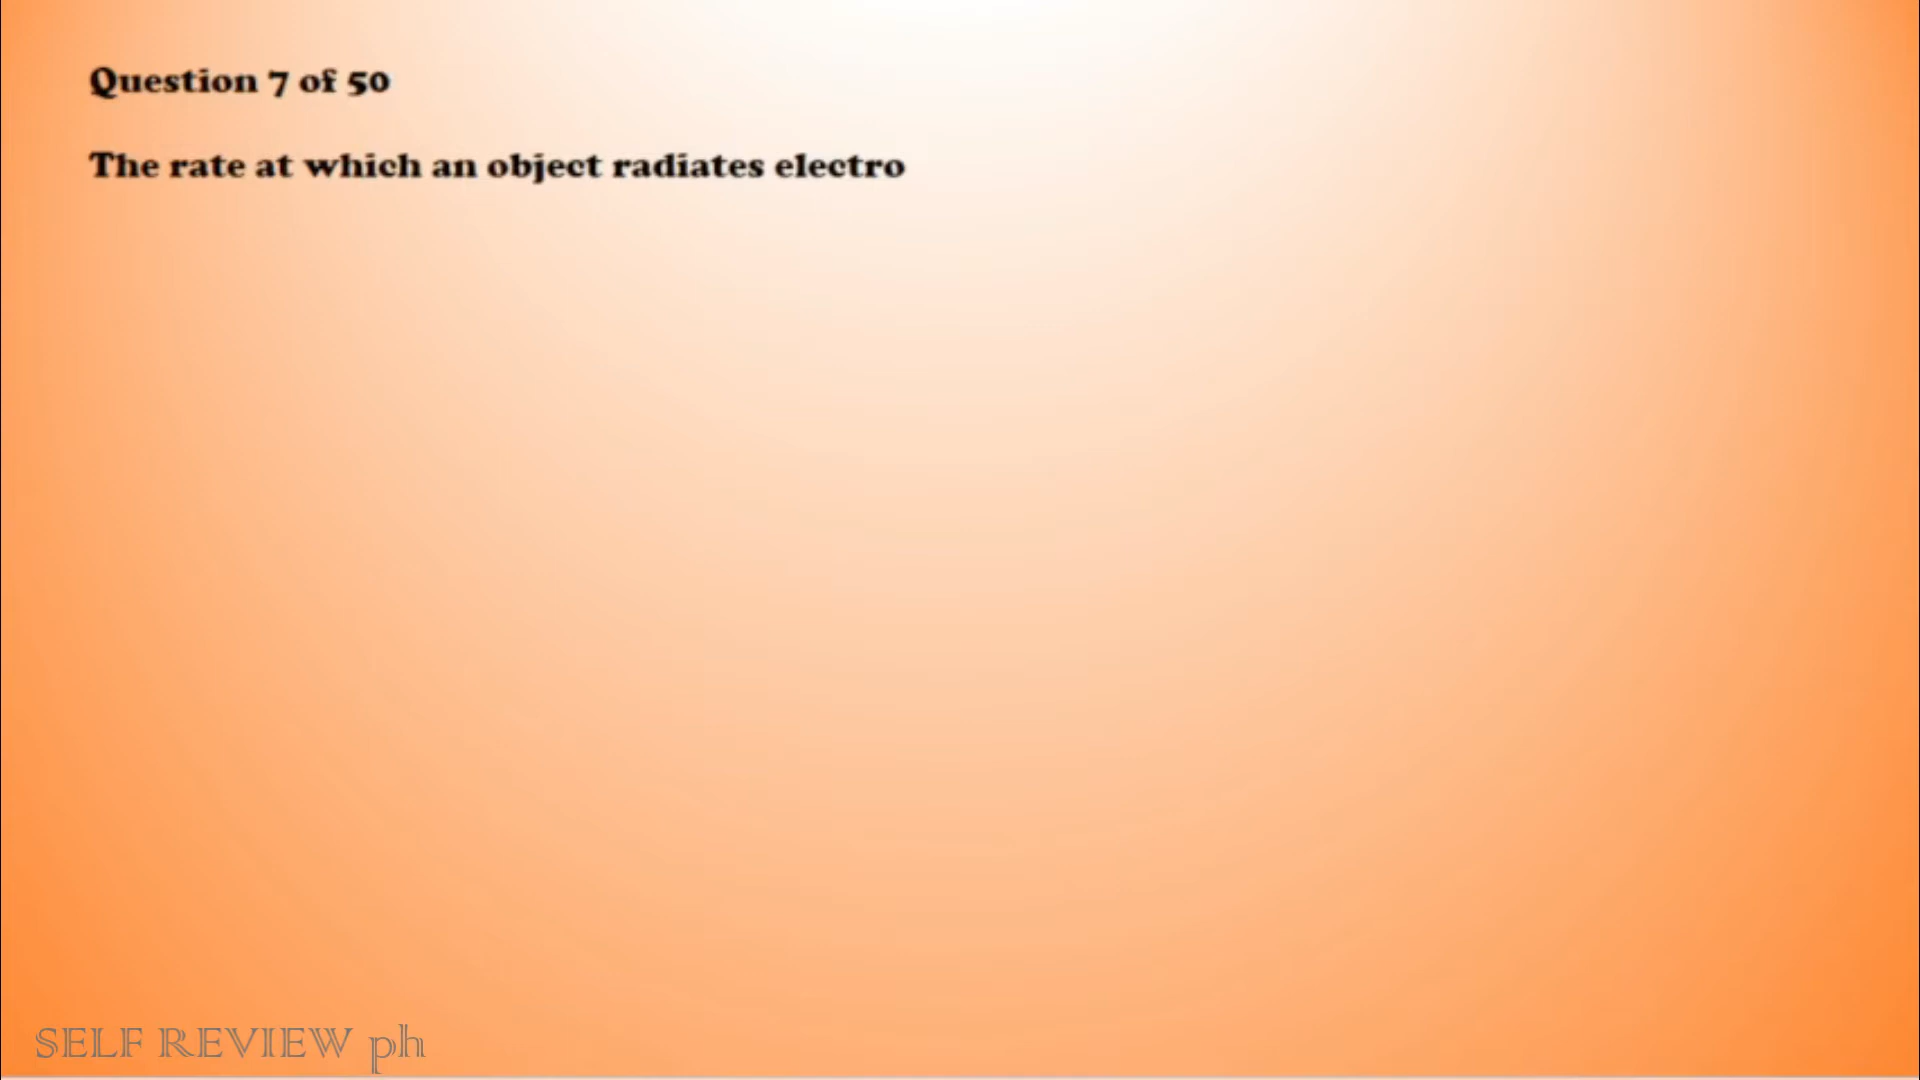 Question 7 of 50
The rate at which an object radiates electro
SELF REVIEW ph